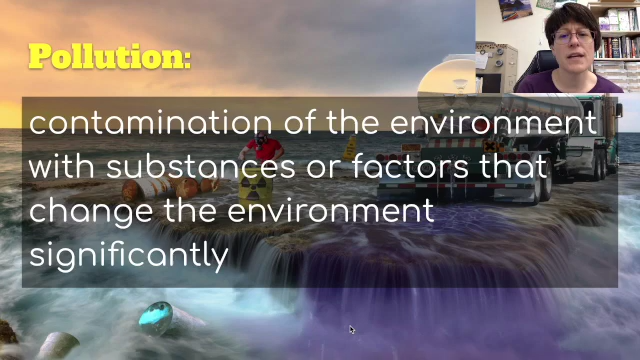 Pollution:
contamination of the environment
with substances or factors that
change the environment
significantly